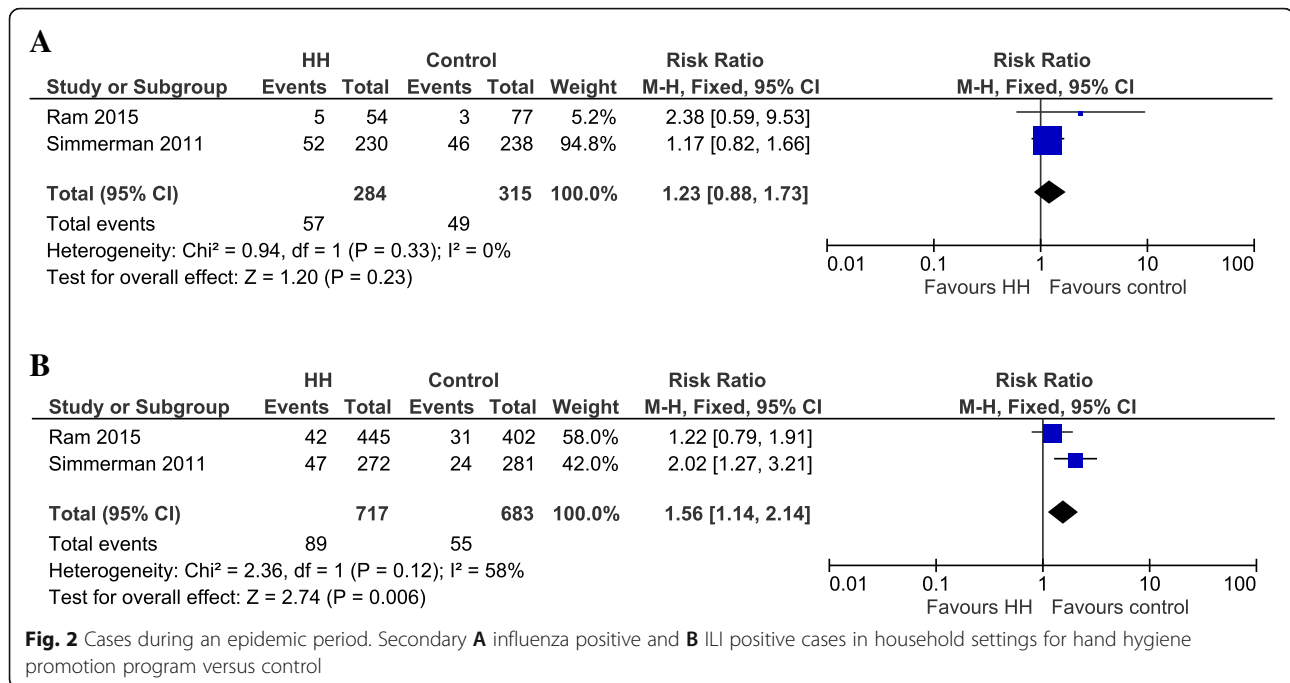 A
HH Control Risk Ratio Risk Ratio
Study or Subgroup Events Total Events Total Weight M-H, Fixed, 95% CI M-H, Fixed, 95% CI
Ram 2015 5 54 3 77 5.2% 2.38 [0.59, 9.53]
Simmerman 2011 52 230 46 238 94.8% 1.17 [0.82, 1.66]
Total (95% CI) 284 315 100.0% 1.23 [0.88, 1.73]
Total events 57 49
Heterogeneity: Chi² = 0.94, df = 1 (P = 0.33); I² = 0%
Test for overall effect: Z = 1.20 (P = 0.23)
0.01 0.1 1 10 100
Favours HH Favours control
B
HH Control Risk Ratio Risk Ratio
Study or Subgroup Events Total Events Total Weight M-H, Fixed, 95% CI M-H, Fixed, 95% CI
Ram 2015 42 445 31 402 58.0% 1.22 [0.79, 1.91]
Simmerman 2011 47 272 24 281 42.0% 2.02 [1.27, 3.21]
Total (95% CI) 717 683 100.0% 1.56 [1.14, 2.14]
Total events 89 55
Heterogeneity: Chi² = 2.36, df = 1 (P = 0.12); I² = 58%
Test for overall effect: Z = 2.74 (P = 0.006)
0.01 0.1 1 10 100
Favours HH Favours control
Fig. 2 Cases during an epidemic period. Secondary A influenza positive and B ILI positive cases in household settings for hand hygiene
promotion program versus control